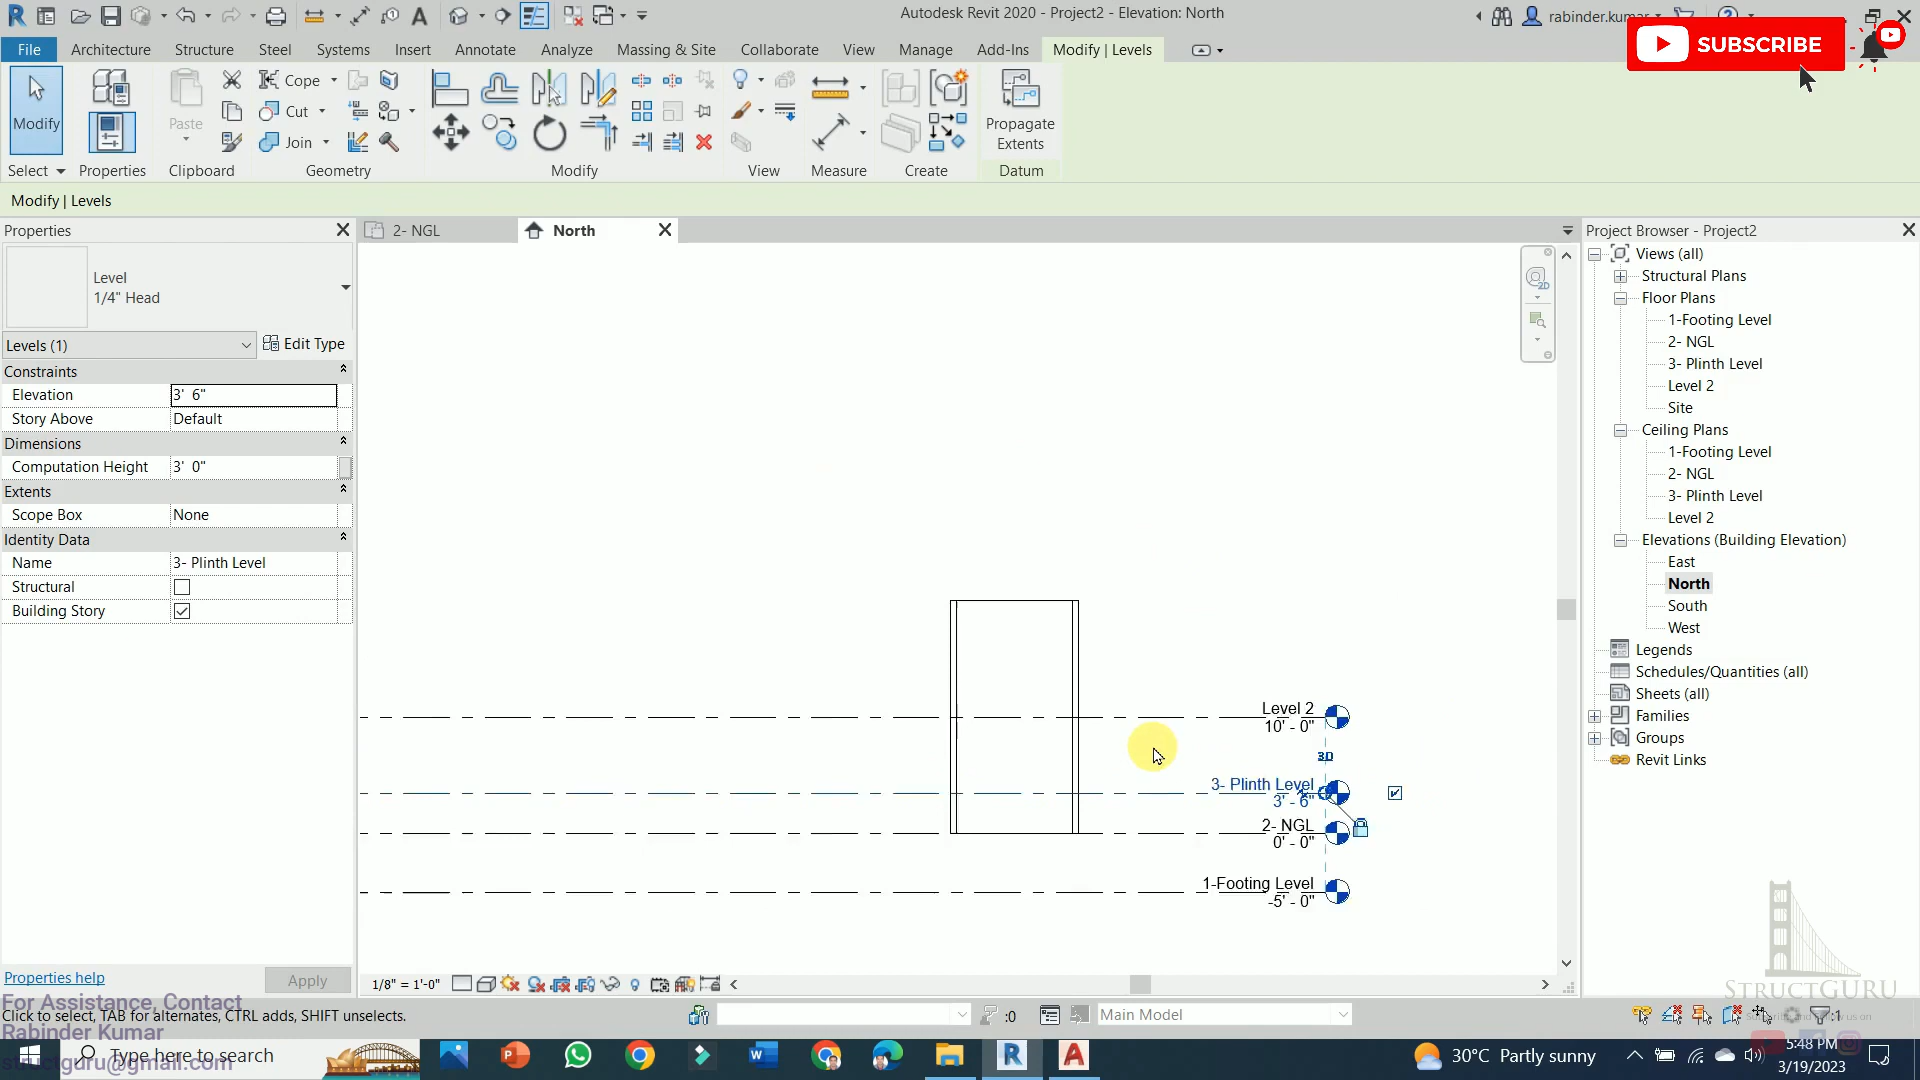 Autodesk Revit 2020 - Project2 - Elevation: North
rabinder.kumar
SUBSCRIBE
File Architecture Structure Steel Systems Insert Annotate Analyze Massing & Site Collaborate View Manage Add-Ins Modify | Levels
Modify
Paste
Cope
Cut
Join
Propagate
Extents
Select Properties Clipboard Geometry Modify View Measure Create Datum
Modify | Levels
Properties
Level
1/4" Head
Levels (1)
Edit Type
Constraints
Elevation 3' 6"
Story Above Default
Dimensions
Computation Height 3' 0"
Extents
Scope Box None
Identity Data
Name 3- Plinth Level
Structural
Building Story
Properties help
Apply
2- NGL
North
2D
Level 2
10' - 0"
3D
3- Plinth Level
3' - 6"
2- NGL
0' - 0"
1-Footing Level
-5' - 0"
1/8" = 1'-0"
Project Browser - Project2
Views (all)
Structural Plans
Floor Plans
1-Footing Level
2- NGL
3- Plinth Level
Level 2
Site
Ceiling Plans
1-Footing Level
2- NGL
3- Plinth Level
Level 2
Elevations (Building Elevation)
East
North
South
West
Legends
Schedules/Quantities (all)
Sheets (all)
Families
Groups
Revit Links
STRUCTGURU
For Assistance, Contact
Rabinder Kumar
structguru@gmail.com
Click to select, TAB for alternates, CTRL adds, SHIFT unselects.
:0
Main Model
:1
Type here to search
30°C Partly sunny
5:48 PM
3/19/2023